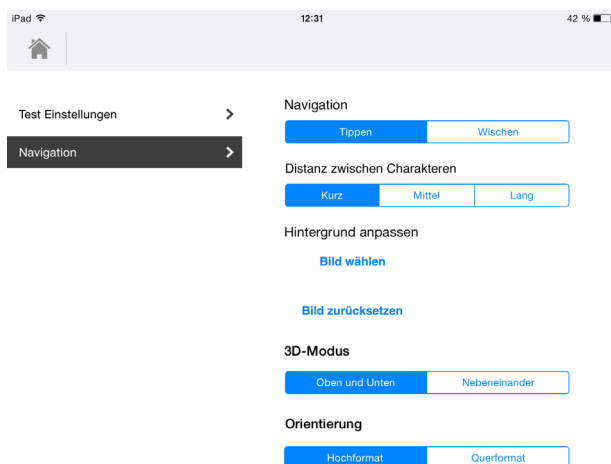 iPad 12:31 42 %
Test Einstellungen
Navigation
Navigation
Tippen Wischen
Distanz zwischen Charakteren
Kurz Mittel Lang
Hintergrund anpassen
Bild wählen
Bild zurücksetzen
3D-Modus
Oben und Unten Nebeneinander
Orientierung
Hochformat Querformat